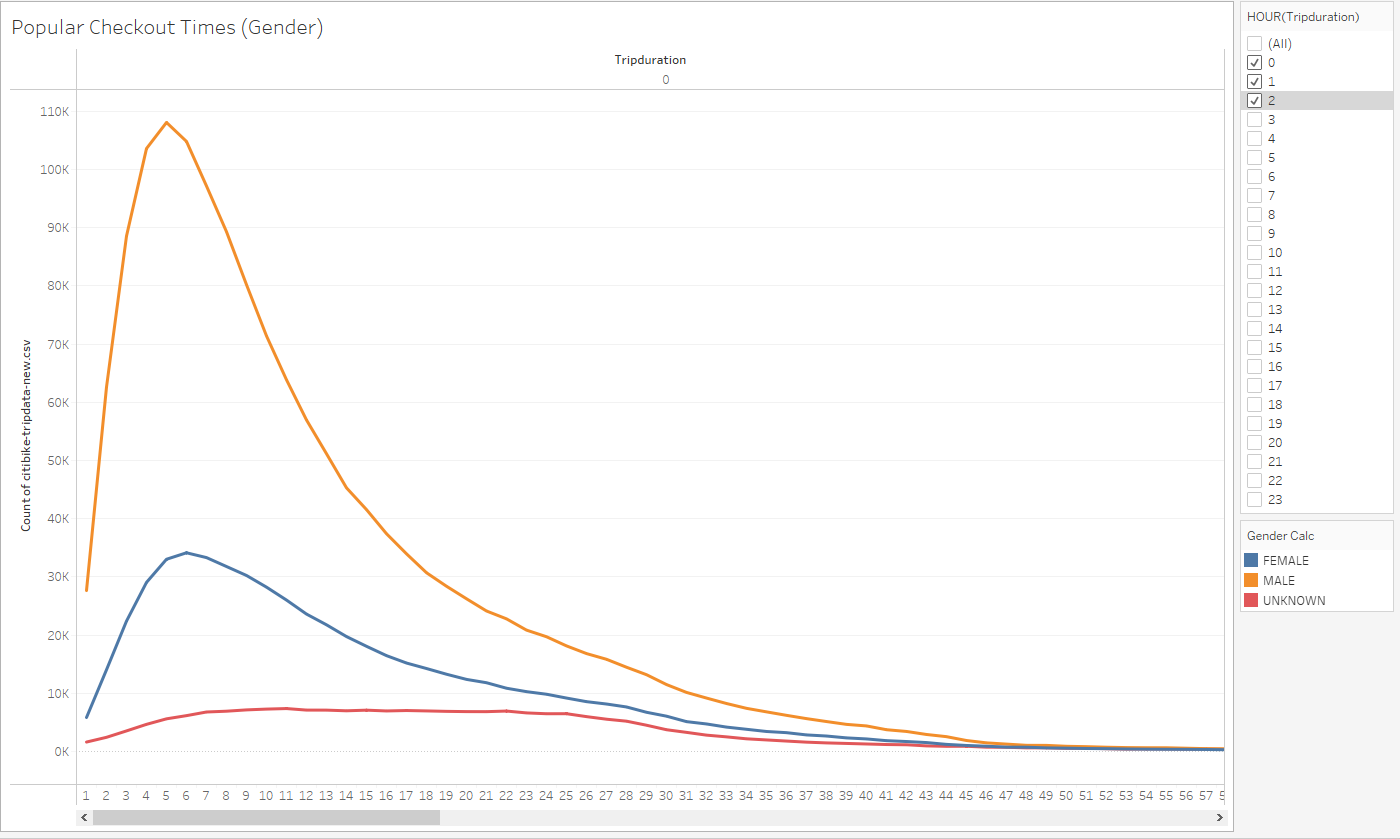 Popular Checkout Times (Gender)
Tripduration
0
110K
100K
90K
80K
70K
60K
50K
40K
30K
20K
10K
0K
Count of citibike-tripdata-new.csv
1 2 3 4 5 6 7 8 9 10 11 12 13 14 15 16 17 18 19 20 21 22 23 24 25 26 27 28 29 30 31 32 33 34 35 36 37 38 39 40 41 42 43 44 45 46 47 48 49 50 51 52 53 54 55 56 57
HOUR(Tripduration)
(All)
0
1
2
3
4
5
6
7
8
9
10
11
12
13
14
15
16
17
18
19
20
21
22
23
Gender Calc
FEMALE
MALE
UNKNOWN